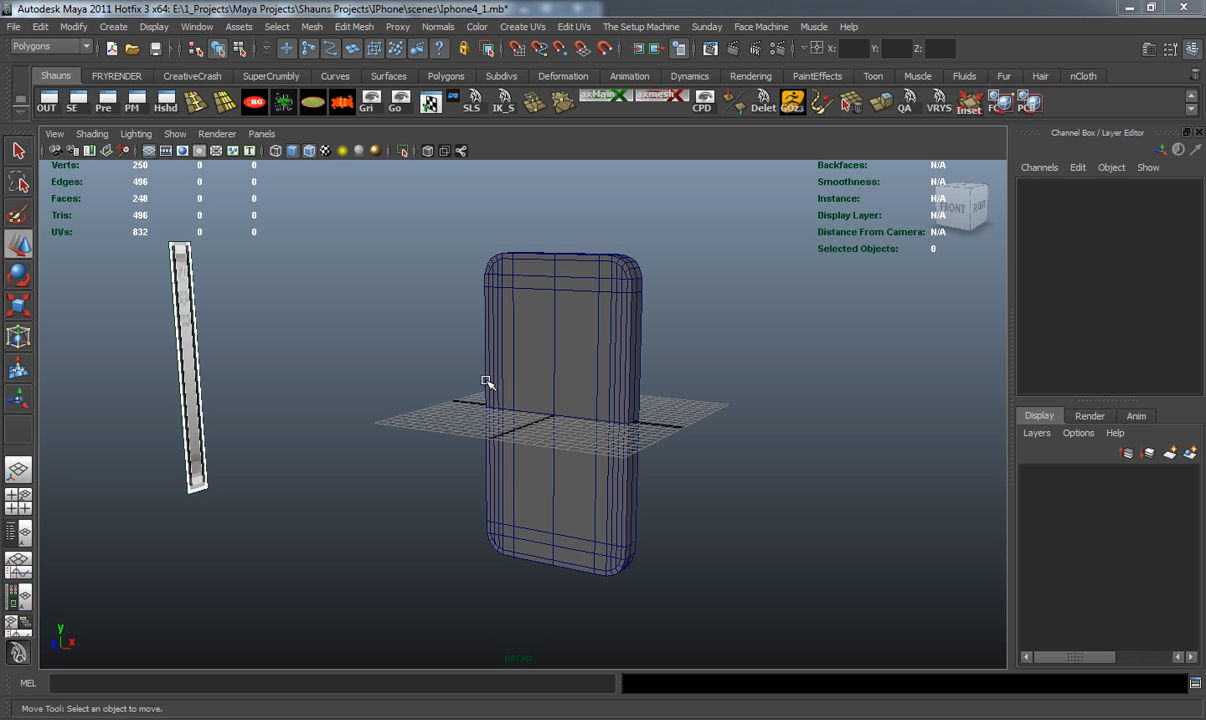 Autodesk Maya 2011 Hotfix 3 x64: E:\1_Projects\Maya Projects\Shauns Projects\IPhone\scenes\Iphone4_1.mb*
File Edit Modify Create Display Window Assets Select Mesh Edit Mesh Proxy Normals Color Create UVs Edit UVs The Setup Machine Sunday Face Machine Muscle Help
Polygons X: Y: Z:
Shauns FRYRENDER CreativeCrash SuperCrumbly Curves Surfaces Polygons Subdivs Deformation Animation Dynamics Rendering PaintEffects Toon Muscle Fluids Fur Hair nCloth
OUT SE Pre PM Hshd HG Gri Go SLS IK_S CPD Delet GOz3 QA VRYS Inset
View Shading Lighting Show Renderer Panels
Channel Box / Layer Editor
Channels Edit Object Show
Verts: 250 0 0
Edges: 496 0 0
Faces: 248 0 0
Tris: 496 0 0
UVs: 832 0 0
Backfaces: N/A
Smoothness: N/A
Instance: N/A
Display Layer: N/A
Distance From Camera: N/A
Selected Objects: 0
FRONT RIGHT
Display Render Anim
Layers Options Help
y
x
persp
MEL
Move Tool: Select an object to move.